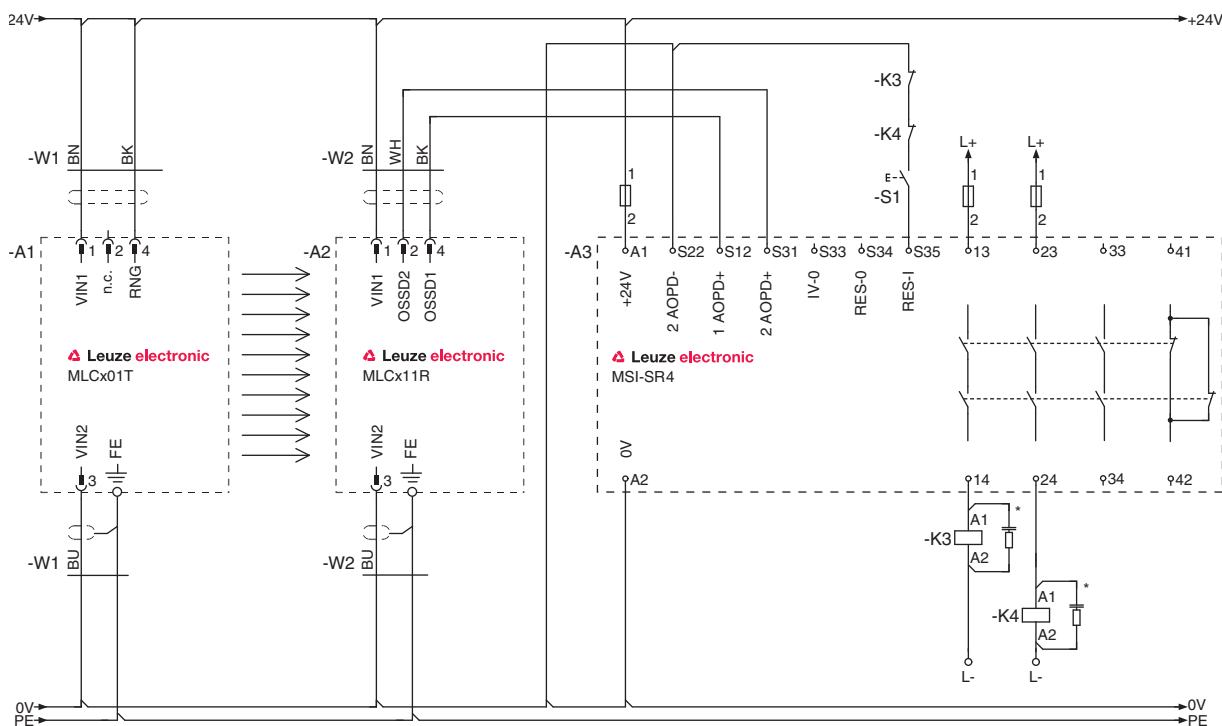 24V
+24V
-K3
-K4
-W1 BN BK
-W2 BN WH BK
L+ L+
E
-S1
1
2
1
2
1
2
-A1 1 2 4
-A2 1 2 4
-A3 A1 S22 S12 S31 S33 S34 S35 13 23 33 41
VIN1 n.c. RNG
VIN1 OSSD2 OSSD1
+24V 2 AOPD- 1 AOPD+ 2 AOPD+ IV-0 RES-0 RES-I
Leuze electronic
MLCx01T
Leuze electronic
MLCx11R
Leuze electronic
MSI-SR4
VIN2 FE
VIN2 FE
0V
3
3
A2 14 24 34 42
-K3 A1 *
A2
-W1 BU
-W2 BU
-K4 A1 *
A2
L- L-
0V
PE
0V
PE